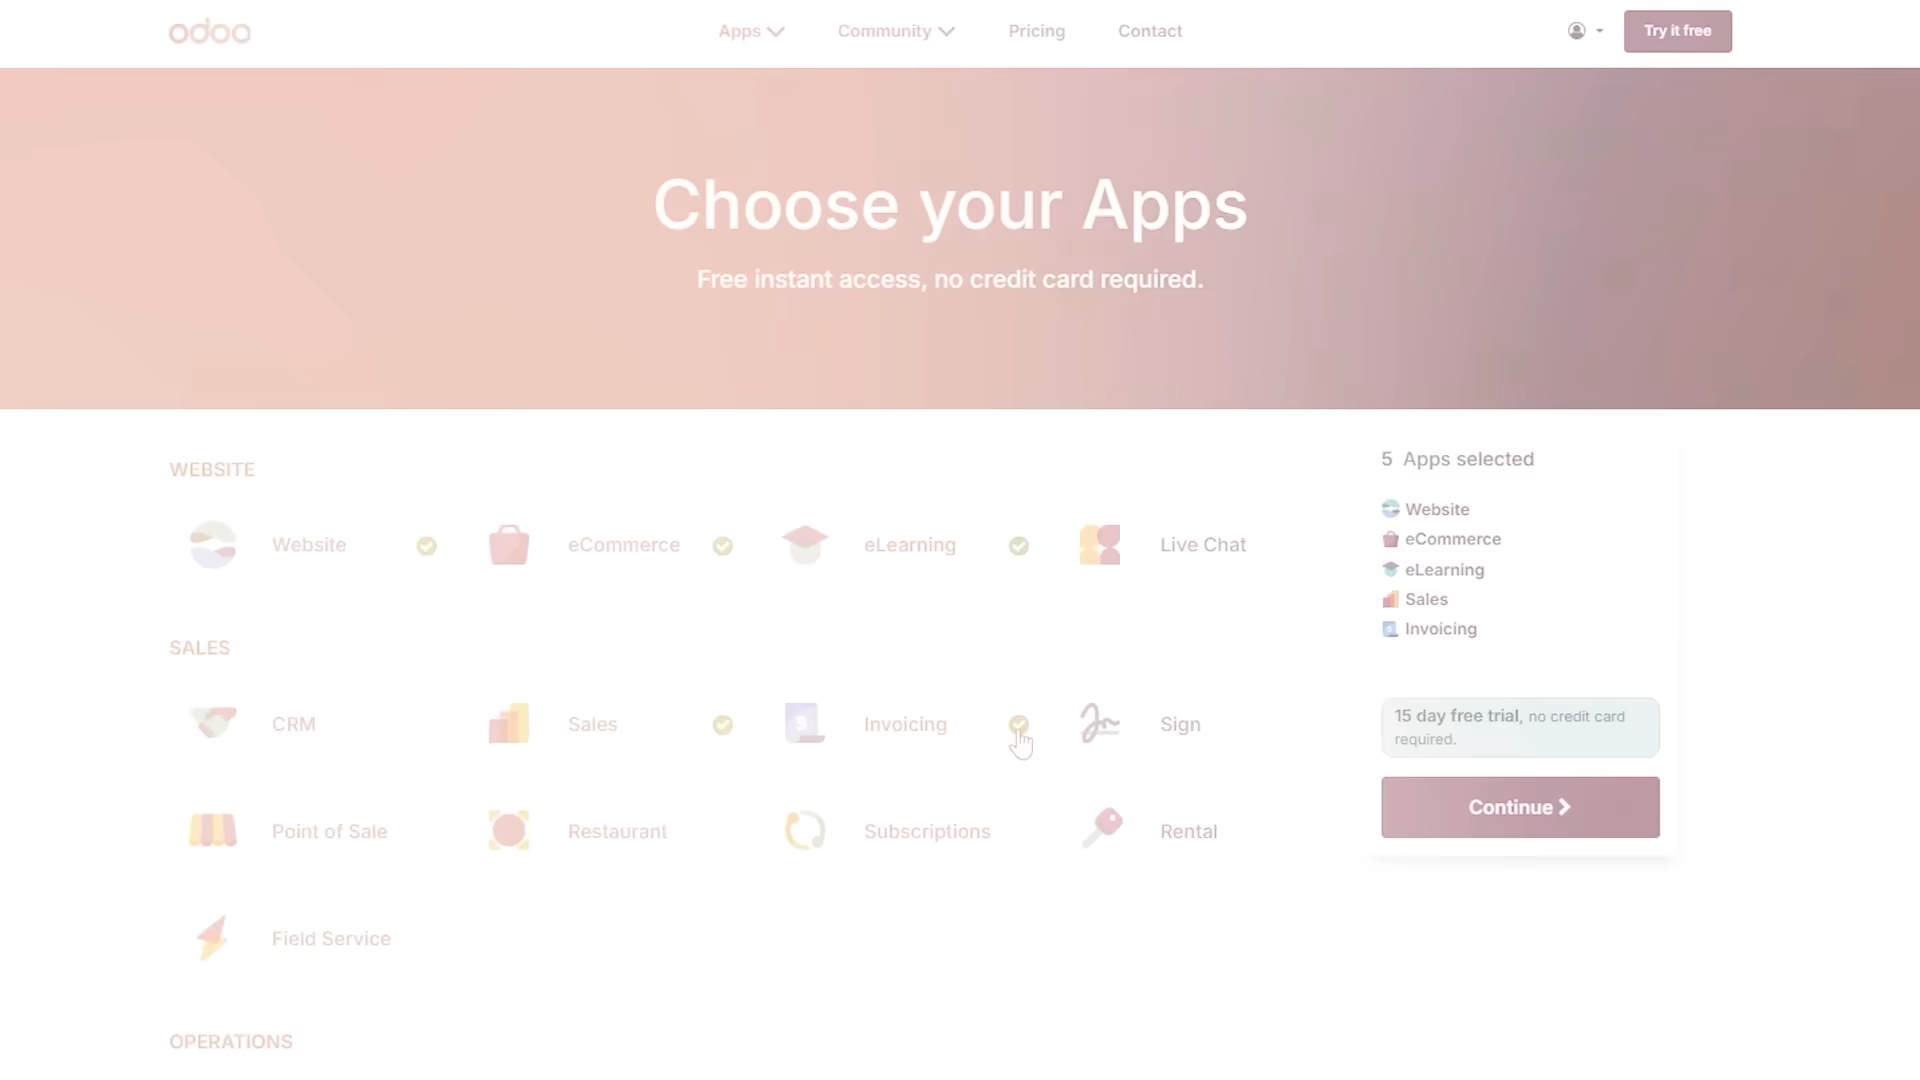 odoo
Apps
Community
Pricing
Contact
Try it free
Choose your Apps
Free instant access, no credit card required.
WEBSITE
Website
eCommerce
eLearning
Live Chat
SALES
CRM
Sales
Invoicing
Sign
Point of Sale
Restaurant
Subscriptions
Rental
Field Service
OPERATIONS
5 Apps selected
Website
eCommerce
eLearning
Sales
Invoicing
15 day free trial, no credit card
required.
Continue